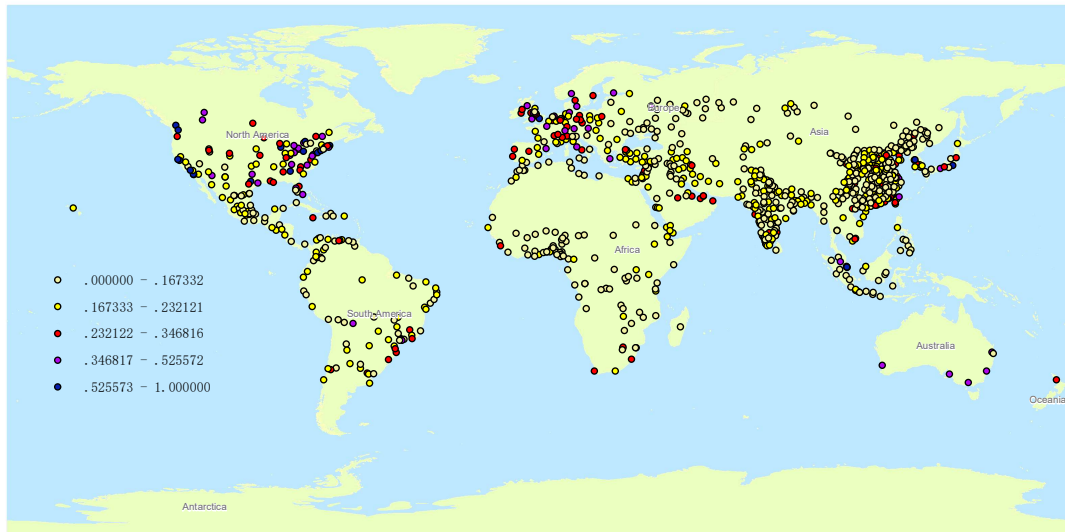 Europe
North America
Asia
Africa
.000000 - .167332
.167333 - .232121
South America
.232122 - .346816
Australia
.346817 - .525572
.525573 - 1.000000
Oceania
Antarctica